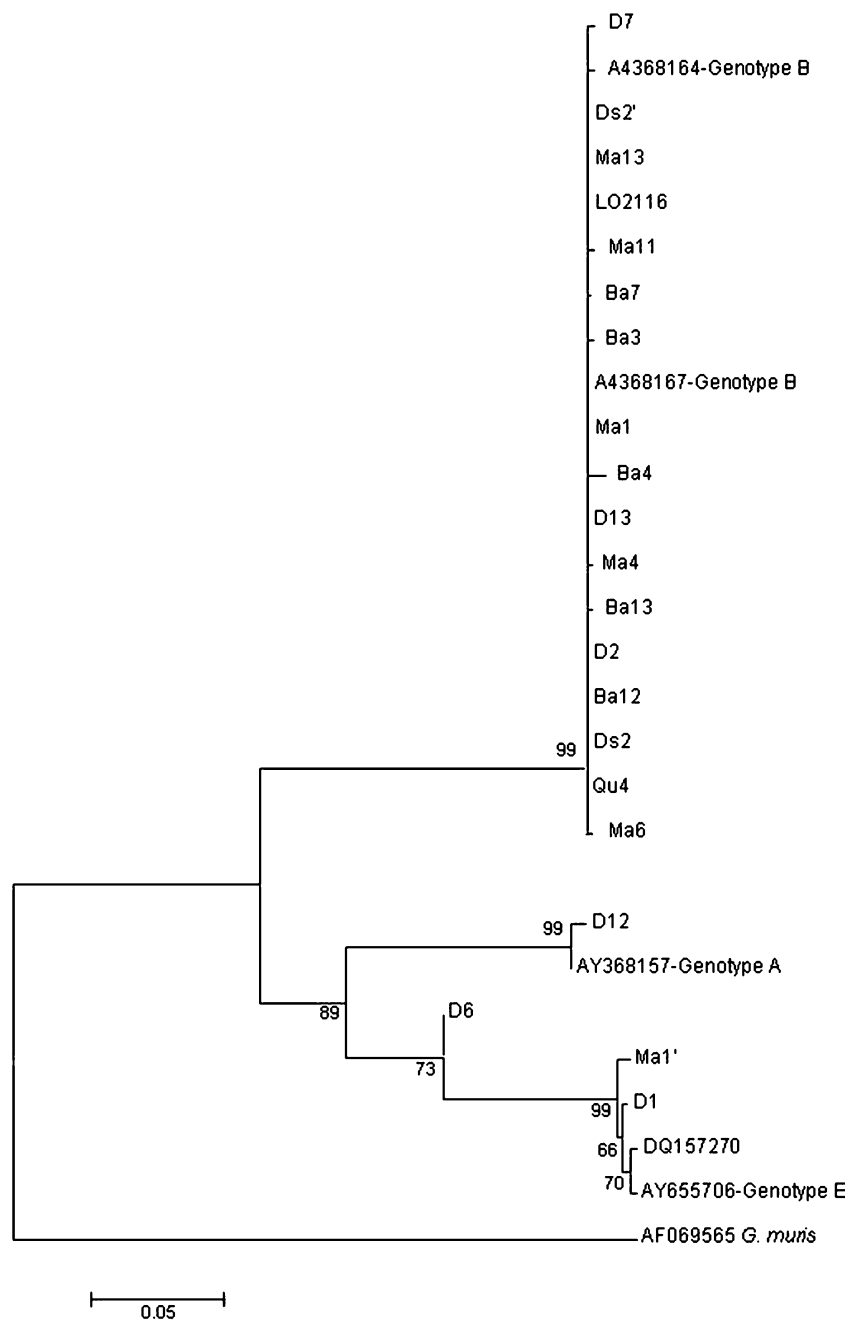 D7
A4368164-Genotype B
Ds2'
Ma13
LO2116
Ma11
Ba7
Ba3
A4368167-Genotype B
Ma1
Ba4
D13
Ma4
Ba13
D2
Ba12
Ds2
99
Qu4
Ma6
D12
99
AY368157-Genotype A
89
D6
73
Ma1'
99
D1
66
DQ157270
70
AY655706-Genotype E
AF069565 G. muris
0.05